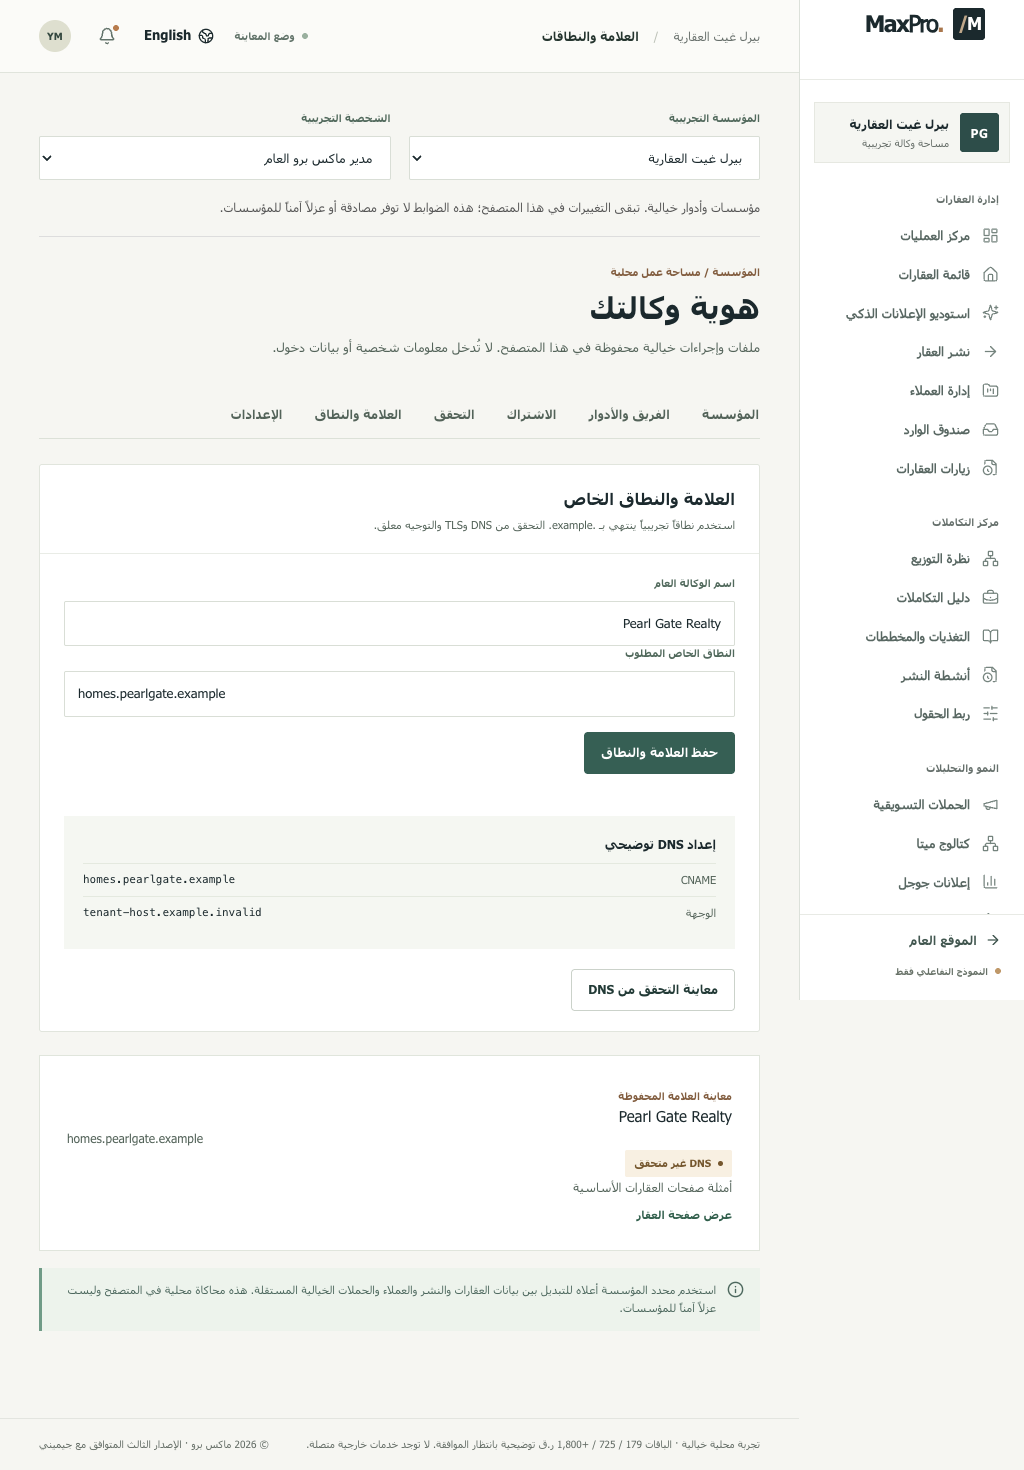 MaxPro.
/M
بيرل غيت العقارية / العلامة والنطاقات
وضع المعاينة
English
YM
PG
بيرل غيت العقارية
مساحة وكالة تجريبية
إدارة العقارات
مركز العمليات
قائمة العقارات
استوديو الإعلانات الذكي
نشر العقار
إدارة العملاء
صندوق الوارد
زيارات العقارات
مركز التكاملات
نظرة التوزيع
دليل التكاملات
التغذيات والمخططات
أنشطة النشر
ربط الحقول
النمو والتحليلات
الحملات التسويقية
كتالوج ميتا
إعلانات جوجل
الموقع العام
النموذج التفاعلي فقط
المؤسسة التجريبية
بيرل غيت العقارية
الشخصية التجريبية
مدير ماكس برو العام
مؤسسات وأدوار خيالية. تبقى التغييرات في هذا المتصفح؛ هذه الضوابط لا توفر مصادقة أو عزلاً آمناً للمؤسسات.
المؤسسة / مساحة عمل محلية
هوية وكالتك
ملفات وإجراءات خيالية محفوظة في هذا المتصفح. لا تُدخل معلومات شخصية أو بيانات دخول.
المؤسسة
الفريق والأدوار
الاشتراك
التحقق
العلامة والنطاق
الإعدادات
العلامة والنطاق الخاص
استخدم نطاقاً تجريبياً ينتهي بـ .example. التحقق من DNS وTLS والتوجيه معلق.
اسم الوكالة العام
Pearl Gate Realty
النطاق الخاص المطلوب
homes.pearlgate.example
حفظ العلامة والنطاق
إعداد DNS توضيحي
CNAME
homes.pearlgate.example
الوجهة
tenant-host.example.invalid
معاينة التحقق من DNS
معاينة العلامة المحفوظة
Pearl Gate Realty
homes.pearlgate.example
DNS غير متحقق
أمثلة صفحات العقارات الأساسية
عرض صفحة العقار
استخدم محدد المؤسسة أعلاه للتبديل بين بيانات العقارات والنشر والعملاء والحملات الخيالية المستقلة. هذه محاكاة محلية في المتصفح وليست
عزلاً آمناً للمؤسسات.
تجربة محلية خيالية · الباقات 179 / 725 / +1,800 ر.ق توضيحية بانتظار الموافقة. لا توجد خدمات خارجية متصلة.
© 2026 ماكس برو · الإصدار الثالث المتوافق مع جيميني